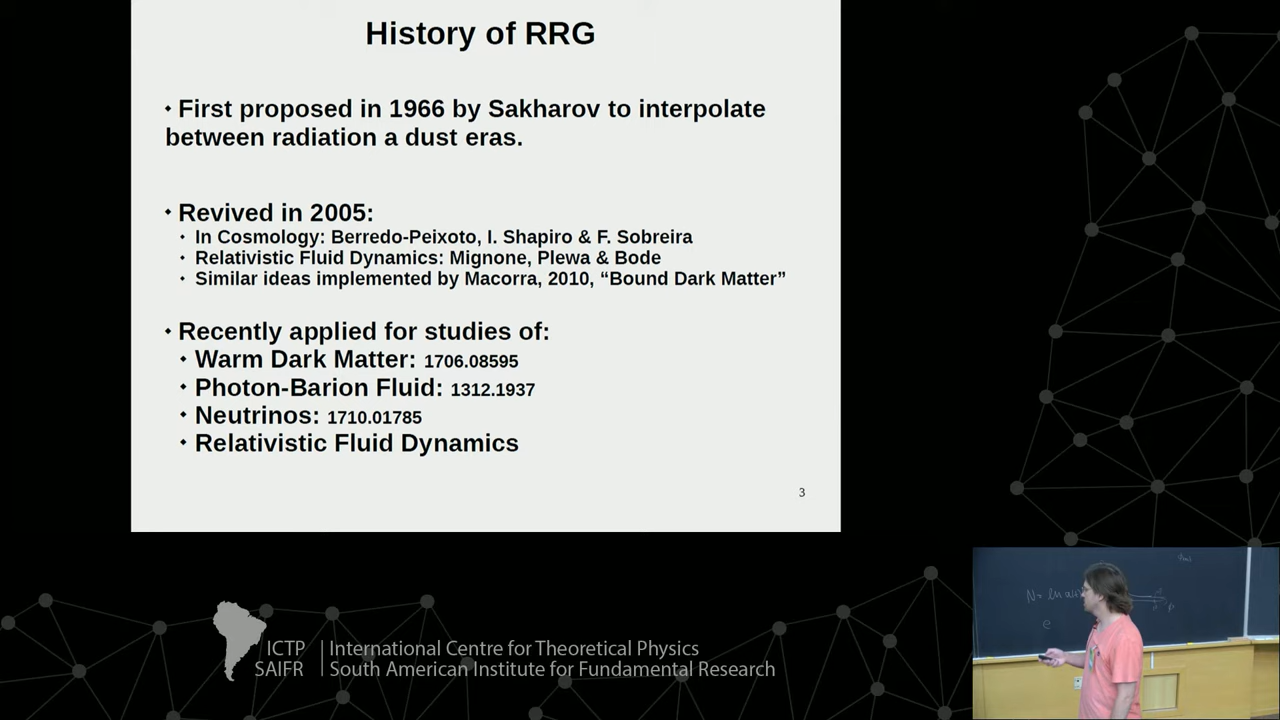 History of RRG
• First proposed in 1966 by Sakharov to interpolate
between radiation a dust eras.
• Revived in 2005:
• In Cosmology: Berredo-Peixoto, I. Shapiro & F. Sobreira
• Relativistic Fluid Dynamics: Mignone, Plewa & Bode
• Similar ideas implemented by Macorra, 2010, “Bound Dark Matter”
• Recently applied for studies of:
• Warm Dark Matter: 1706.08595
• Photon-Barion Fluid: 1312.1937
• Neutrinos: 1710.01785
• Relativistic Fluid Dynamics
3
ICTP
SAIFR
International Centre for Theoretical Physics
South American Institute for Fundamental Research